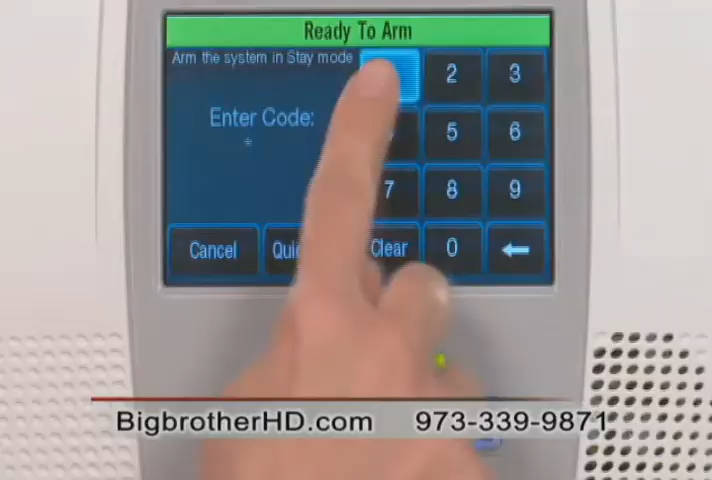 Ready To Arm
Arm the system in Stay mode
2 3
Enter Code:
*
5 6
7 8 9
Cancel Clear 0 ←
BigbrotherHD.com 973-339-9871